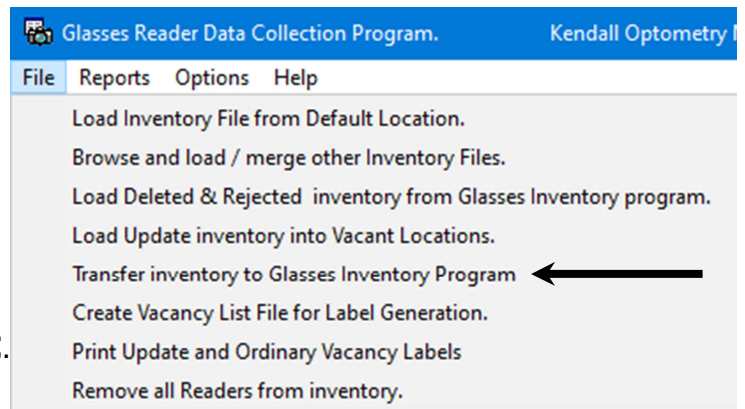 Glasses Reader Data Collection Program. Kendall Optometry
File Reports Options Help
Load Inventory File from Default Location.
Browse and load / merge other Inventory Files.
Load Deleted & Rejected  inventory from Glasses Inventory program.
Load Update inventory into Vacant Locations.
Transfer inventory to Glasses Inventory Program
Create Vacancy List File for Label Generation.
Print Update and Ordinary Vacancy Labels
Remove all Readers from inventory.